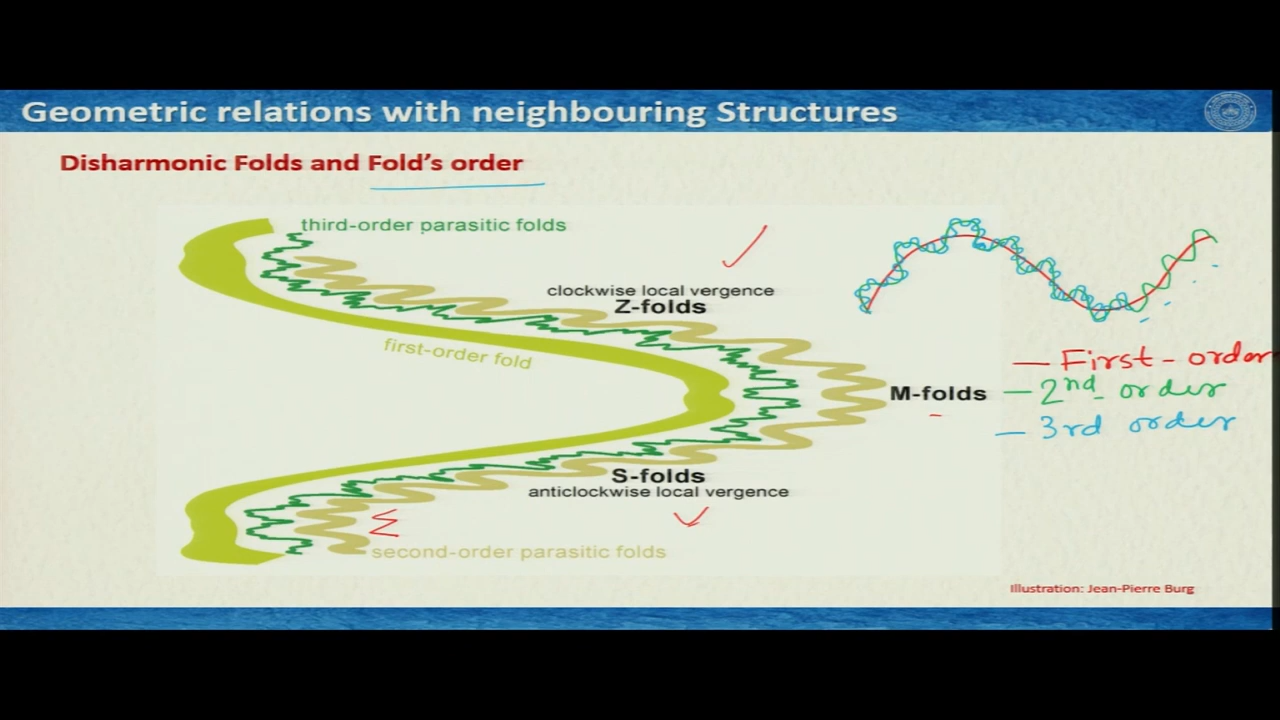 Geometric relations with neighbouring Structures
Disharmonic Folds and Fold's order
third-order parasitic folds
clockwise local vergence
Z-folds
first-order fold
M-folds
— First-order
— 2nd order
— 3rd order
S-folds
anticlockwise local vergence
second-order parasitic folds
Illustration: Jean-Pierre Burg